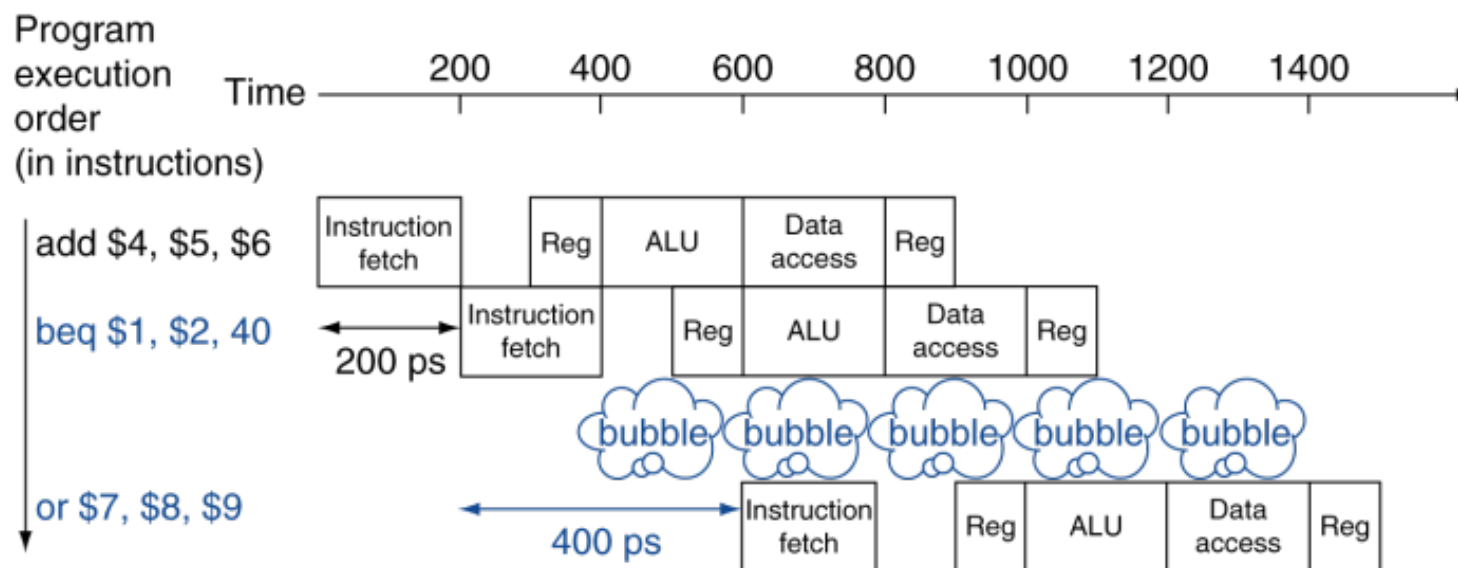 Program
execution
order
(in instructions)
Time
200 400 600 800 1000 1200 1400
add $4, $5, $6
Instruction
fetch
Reg
ALU
Data
access
Reg
beq $1, $2, 40
200 ps
Instruction
fetch
Reg
ALU
Data
access
Reg
bubble bubble bubble bubble bubble
or $7, $8, $9
400 ps
Instruction
fetch
Reg
ALU
Data
access
Reg